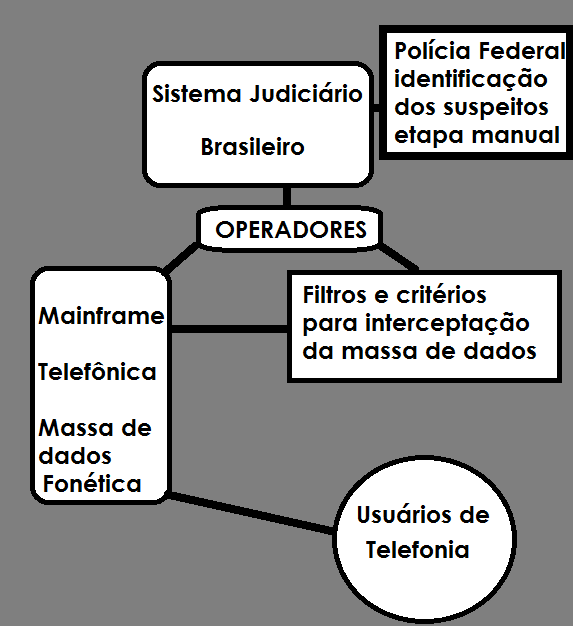 Polícia Federal
identificação
dos suspeitos
etapa manual
Sistema Judiciário
Brasileiro
OPERADORES
Filtros e critérios
para interceptação
da massa de dados
Mainframe
Telefônica
Massa de
dados
Fonética
Usuários de
Telefonia